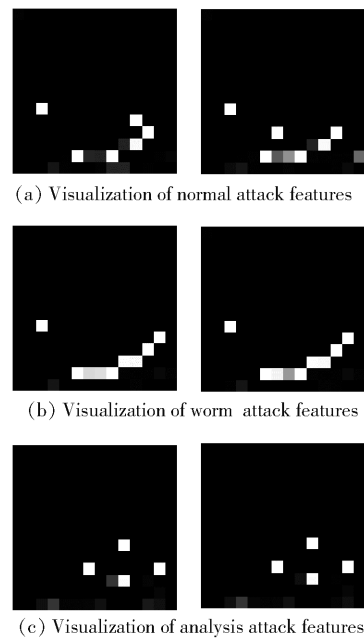 (a) Visualization of normal attack features
(b) Visualization of worm attack features
(c) Visualization of analysis attack features